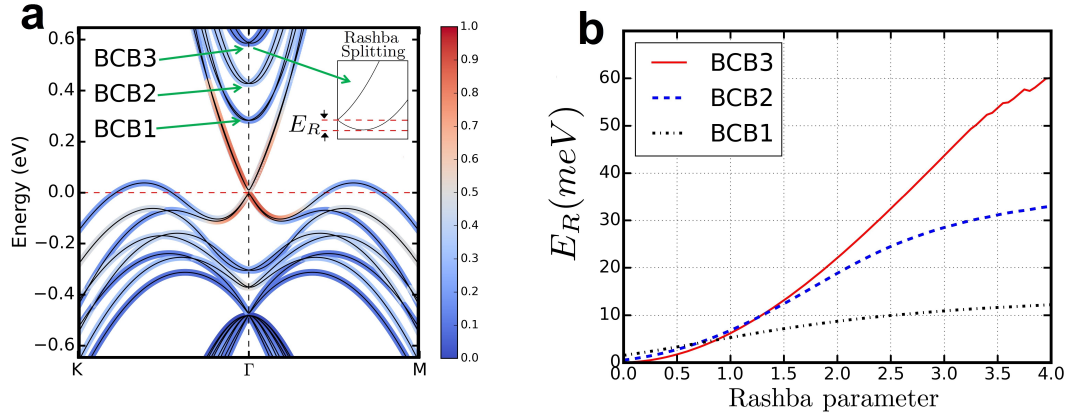 a
Energy (eV)
0.6
0.4
0.2
0.0
−0.2
−0.4
−0.6
K
Γ
M
BCB3
BCB2
BCB1
Rashba
Splitting
E_R
1.0
0.9
0.8
0.7
0.6
0.5
0.4
0.3
0.2
0.1
0.0
b
E_R(meV)
60
50
40
30
20
10
0
BCB3
BCB2
BCB1
0.0 0.5 1.0 1.5 2.0 2.5 3.0 3.5 4.0
Rashba parameter